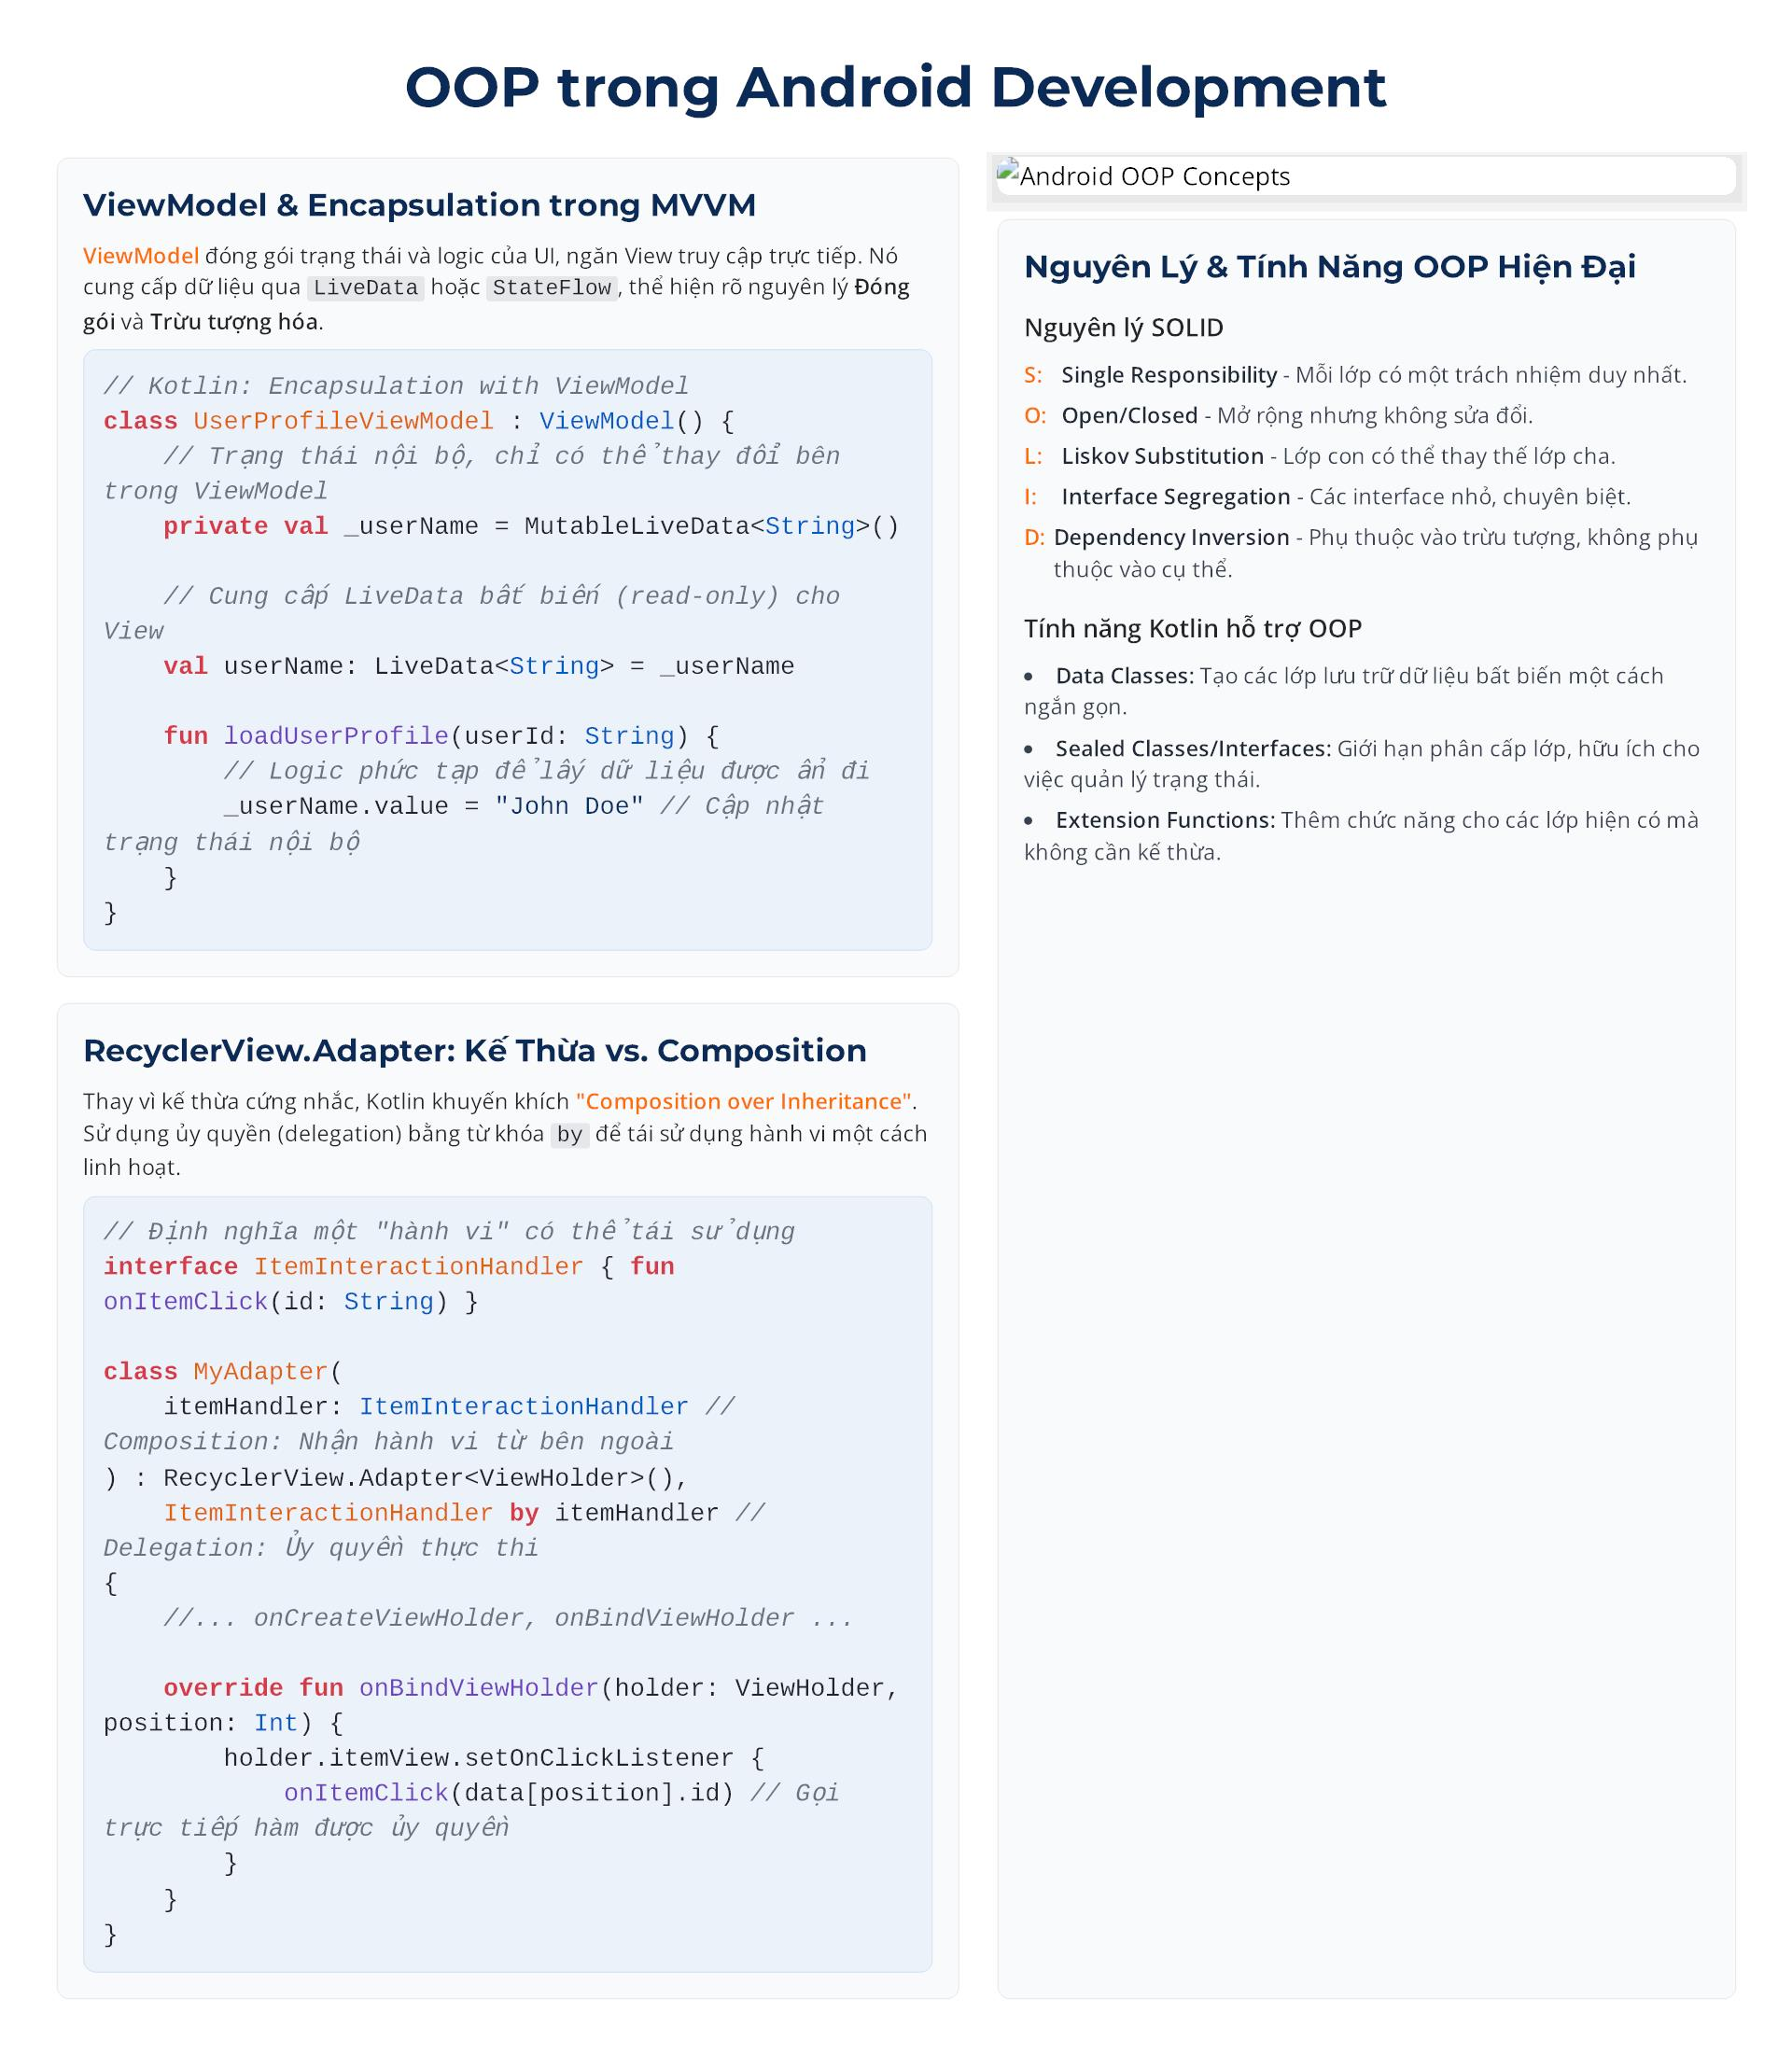 OOP trong Android Development
ViewModel & Encapsulation trong MVVM
ViewModel đóng gói trạng thái và logic của UI, ngăn View truy cập trực tiếp. Nó
cung cấp dữ liệu qua LiveData hoặc StateFlow, thể hiện rõ nguyên lý Đóng
gói và Trừu tượng hóa.
// Kotlin: Encapsulation with ViewModel
class UserProfileViewModel : ViewModel() {
    // Trạng thái nội bộ, chỉ có thể thay đổi bên
trong ViewModel
    private val _userName = MutableLiveData<String>()
    // Cung cấp LiveData bất biến (read-only) cho
View
    val userName: LiveData<String> = _userName
    fun loadUserProfile(userId: String) {
        // Logic phức tạp để lấy dữ liệu được ẩn đi
        _userName.value = "John Doe" // Cập nhật
trạng thái nội bộ
    }
}
RecyclerView.Adapter: Kế Thừa vs. Composition
Thay vì kế thừa cứng nhắc, Kotlin khuyến khích "Composition over Inheritance".
Sử dụng ủy quyền (delegation) bằng từ khóa by để tái sử dụng hành vi một cách
linh hoạt.
// Định nghĩa một "hành vi" có thể tái sử dụng
interface ItemInteractionHandler { fun
onItemClick(id: String) }
class MyAdapter(
    itemHandler: ItemInteractionHandler //
Composition: Nhận hành vi từ bên ngoài
) : RecyclerView.Adapter<ViewHolder>(),
    ItemInteractionHandler by itemHandler //
Delegation: Ủy quyền thực thi
{
    //... onCreateViewHolder, onBindViewHolder ...
    override fun onBindViewHolder(holder: ViewHolder,
position: Int) {
        holder.itemView.setOnClickListener {
            onItemClick(data[position].id) // Gọi
trực tiếp hàm được ủy quyền
        }
    }
}
Android OOP Concepts
Nguyên Lý & Tính Năng OOP Hiện Đại
Nguyên lý SOLID
S: Single Responsibility - Mỗi lớp có một trách nhiệm duy nhất.
O: Open/Closed - Mở rộng nhưng không sửa đổi.
L: Liskov Substitution - Lớp con có thể thay thế lớp cha.
I: Interface Segregation - Các interface nhỏ, chuyên biệt.
D: Dependency Inversion - Phụ thuộc vào trừu tượng, không phụ
thuộc vào cụ thể.
Tính năng Kotlin hỗ trợ OOP
• Data Classes: Tạo các lớp lưu trữ dữ liệu bất biến một cách
ngắn gọn.
• Sealed Classes/Interfaces: Giới hạn phân cấp lớp, hữu ích cho
việc quản lý trạng thái.
• Extension Functions: Thêm chức năng cho các lớp hiện có mà
không cần kế thừa.